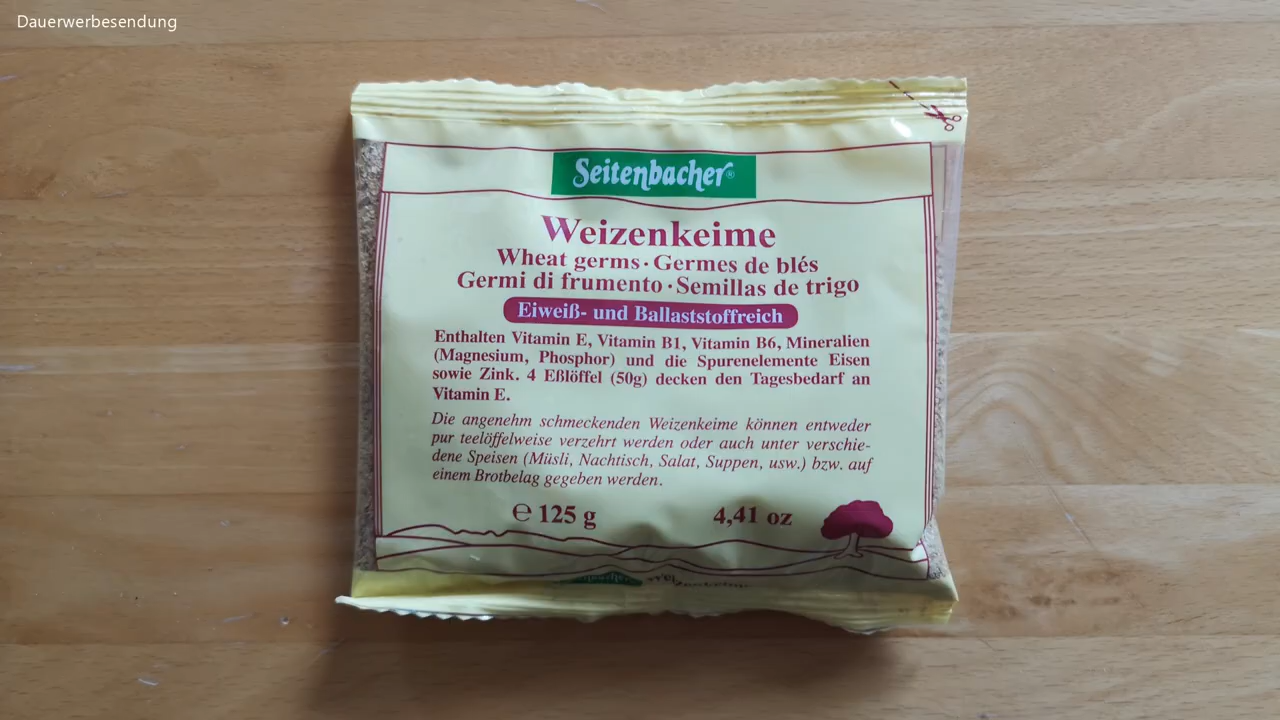 Dauerwerbesendung
Seitenbacher®
Weizenkeime
Wheat germs · Germes de blés
Germi di frumento · Semillas de trigo
Eiweiß- und Ballaststoffreich
Enthalten Vitamin E, Vitamin B1, Vitamin B6, Mineralien
(Magnesium, Phosphor) und die Spurenelemente Eisen
sowie Zink. 4 Eßlöffel (50g) decken den Tagesbedarf an
Vitamin E.
Die angenehm schmeckenden Weizenkeime können entweder
pur teelöffelweise verzehrt werden oder auch unter verschie-
dene Speisen (Müsli, Nachtisch, Salat, Suppen, usw.) bzw. auf
einem Brotbelag gegeben werden.
℮ 125 g 4,41 oz